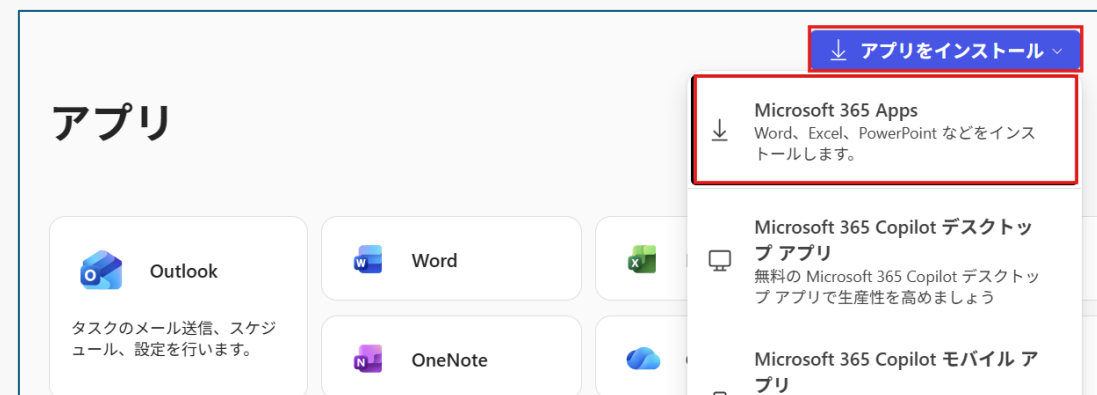 アプリをインストール
アプリ
Microsoft 365 Apps
Word、Excel、PowerPoint などをインス
トールします。
Microsoft 365 Copilot デスクトッ
プ アプリ
無料の Microsoft 365 Copilot デスクトッ
プ アプリで生産性を高めましょう
Microsoft 365 Copilot モバイル ア
プリ
Outlook
タスクのメール送信、スケジ
ュール、設定を行います。
Word
OneNote